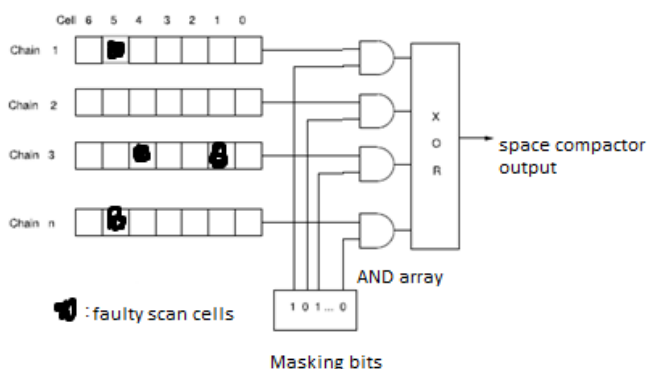 Cell 6 5 4 3 2 1 0
Chain 1
Chain 2
Chain 3
Chain n
X
O
R
space compactor
output
AND array
1 0 1 ... 0
: faulty scan cells
Masking bits